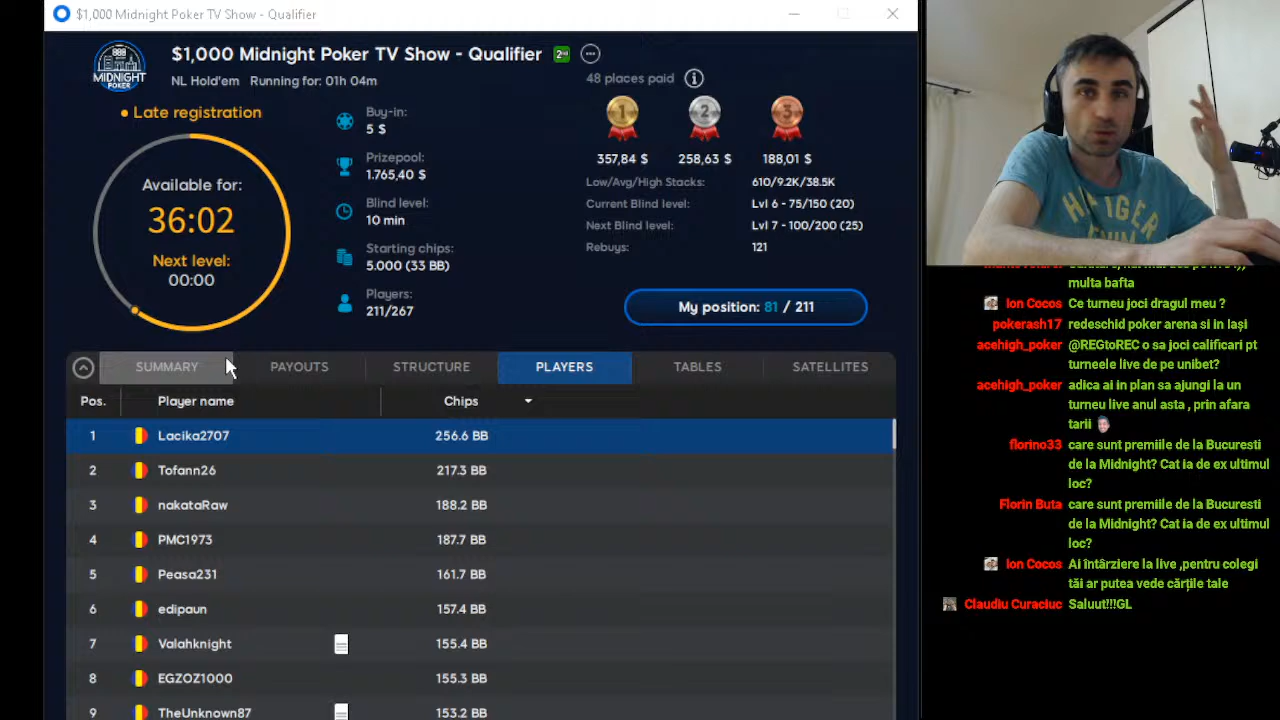 $1,000 Midnight Poker TV Show - Qualifier
888
MIDNIGHT
POKER
$1,000 Midnight Poker TV Show - Qualifier
NL Hold'em Running for: 01h 04m
Late registration
Available for:
36:02
Next level:
00:00
Buy-in:
5 $
Prizepool:
1.765,40 $
Blind level:
10 min
Starting chips:
5.000 (33 BB)
Players:
211/267
48 places paid
1 2 3
357,84 $ 258,63 $ 188,01 $
Low/Avg/High Stacks: 610/9.2K/38.5K
Current Blind level: Lvl 6 - 75/150 (20)
Next Blind level: Lvl 7 - 100/200 (25)
Rebuys: 121
My position: 81 / 211
SUMMARY PAYOUTS STRUCTURE PLAYERS TABLES SATELLITES
Pos. Player name Chips
1 Lacika2707 256.6 BB
2 Tofann26 217.3 BB
3 nakataRaw 188.2 BB
4 PMC1973 187.7 BB
5 Peasa231 161.7 BB
6 edipaun 157.4 BB
7 Valahknight 155.4 BB
8 EGZOZ1000 155.3 BB
9 TheUnknown87 153.2 BB
multa bafta
Ion Cocos Ce turneu joci dragul meu ?
pokerash17 redeschid poker arena si in Iași
acehigh_poker @REGtoREC o sa joci calificari pt
turneele live de pe unibet?
acehigh_poker adica ai in plan sa ajungi la un
turneu live anul asta , prin afara
tarii
florino33 care sunt premiile de la Bucuresti
de la Midnight? Cat ia de ex ultimul
loc?
Florin Buta care sunt premiile de la Bucuresti
de la Midnight? Cat ia de ex ultimul
loc?
Ion Cocos Ai întârziere la live ,pentru colegi
tăi ar putea vede cărțile tale
Claudiu Curaciuc Saluut!!!GL